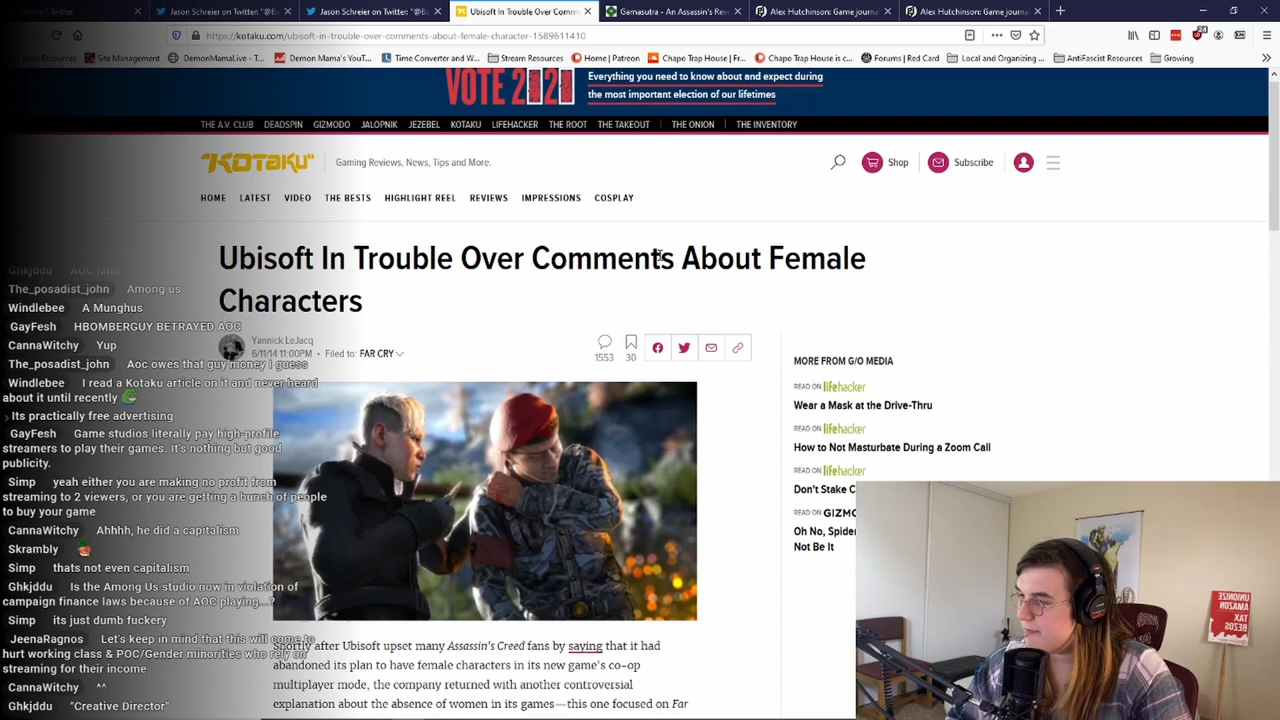 Jason Schreier on Twitter: "@Ba
Jason Schreier on Twitter: "@Ba
Ubisoft In Trouble Over Comme
Gamasutra - An Assassin's Rev
Alex Hutchinson: Game journal
Alex Hutchinson: Game journal
https://kotaku.com/ubisoft-in-trouble-over-comments-about-female-character-1589611410
Site Management
DemonMamaLive - T...
Demon Mama's YouT...
Time Converter and W...
Stream Resources
Home | Patreon
Chapo Trap House | Fr...
Chapo Trap House is c...
Forums | Red Card
Local and Organizing ...
AntiFascist Resources
Growing
VOTE 2020
Everything you need to know about and expect during
the most important election of our lifetimes
THE A.V. CLUB DEADSPIN GIZMODO JALOPNIK JEZEBEL KOTAKU LIFEHACKER THE ROOT THE TAKEOUT THE ONION THE INVENTORY
KOTAKU
Gaming Reviews, News, Tips and More.
Shop
Subscribe
HOME LATEST VIDEO THE BESTS HIGHLIGHT REEL REVIEWS IMPRESSIONS COSPLAY
Ubisoft In Trouble Over Comments About Female
Characters
Yannick LeJacq
6/11/14 11:00PM • Filed to: FAR CRY
1553
30
Shortly after Ubisoft upset many Assassin's Creed fans by saying that it had
abandoned its plan to have female characters in its new game's co-op
multiplayer mode, the company returned with another controversial
explanation about the absence of women in its games—this one focused on Far
MORE FROM G/O MEDIA
READ ON lifehacker
Wear a Mask at the Drive-Thru
READ ON lifehacker
How to Not Masturbate During a Zoom Call
READ ON lifehacker
Don't Stake C
READ ON GIZMO
Oh No, Spider
Not Be It
Ghkjddu AOC land
The_posadist_john Among us
Windlebee A Munghus
GayFesh HBOMBERGUY BETRAYED AOC
CannaWitchy Yup
The_posadist_john Aoc owes that guy money I guess
Windlebee I read a Kotaku article on it and never heard
about it until recently
Its practically free advertising
GayFesh Game studios literally pay high-profile
streamers to play their games. It's nothing but good
publicity.
Simp yeah either you are making no profit from
streaming to 2 viewers, or you are getting a bunch of people
to buy your game
CannaWitchy Ahhhh, he did a capitalism
Skrambly
Simp thats not even capitalism
Ghkjddu Is the Among Us studio now in violation of
campaign finance laws because of AOC playing....?
Simp its just dumb fuckery
JeenaRagnos Let's keep in mind that this will come to
hurt working class & POC/Gender minorities who rely on
streaming for their income
CannaWitchy ^^
Ghkjddu "Creative Director"
UNIONIZE
AMAZON
TAX
BEZOS